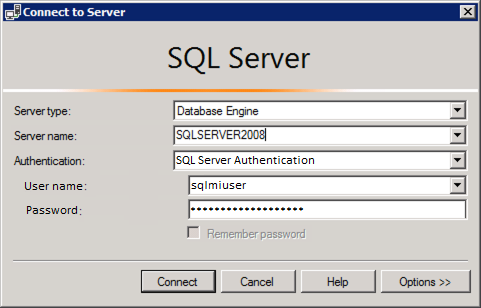 Connect to Server
SQL Server
Server type: Database Engine
Server name: SQLSERVER2008
Authentication: SQL Server Authentication
User name: sqlmiuser
Password: •••••••••••••••••••
Remember password
Connect Cancel Help Options >>